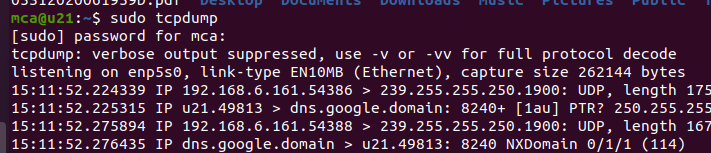 05312020001939D.pdf Desktop Documents Downloads Music Pictures Public
mca@u21:~$ sudo tcpdump
[sudo] password for mca:
tcpdump: verbose output suppressed, use -v or -vv for full protocol decode
listening on enp5s0, link-type EN10MB (Ethernet), capture size 262144 bytes
15:11:52.224339 IP 192.168.6.161.54386 > 239.255.255.250.1900: UDP, length 175
15:11:52.225315 IP u21.49813 > dns.google.domain: 8240+ [1au] PTR? 250.255.255
15:11:52.275894 IP 192.168.6.161.54388 > 239.255.255.250.1900: UDP, length 167
15:11:52.276435 IP dns.google.domain > u21.49813: 8240 NXDomain 0/1/1 (114)